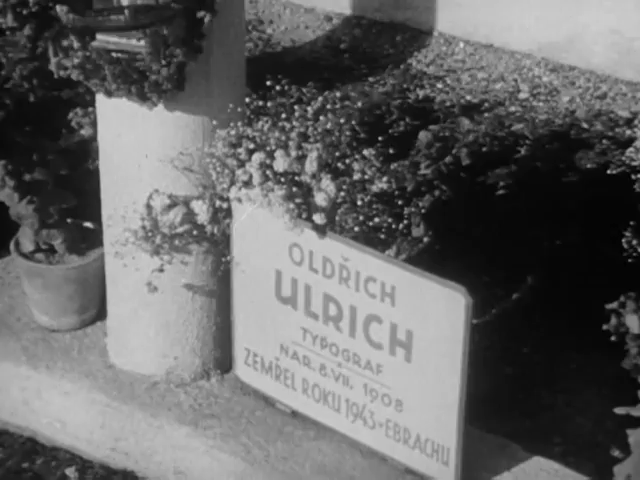 OLDŘICH
ULRICH
TYPOGRAF
NAR. 8. VII. 1908
ZEMŘEL ROKU 1943 V EBRACHU